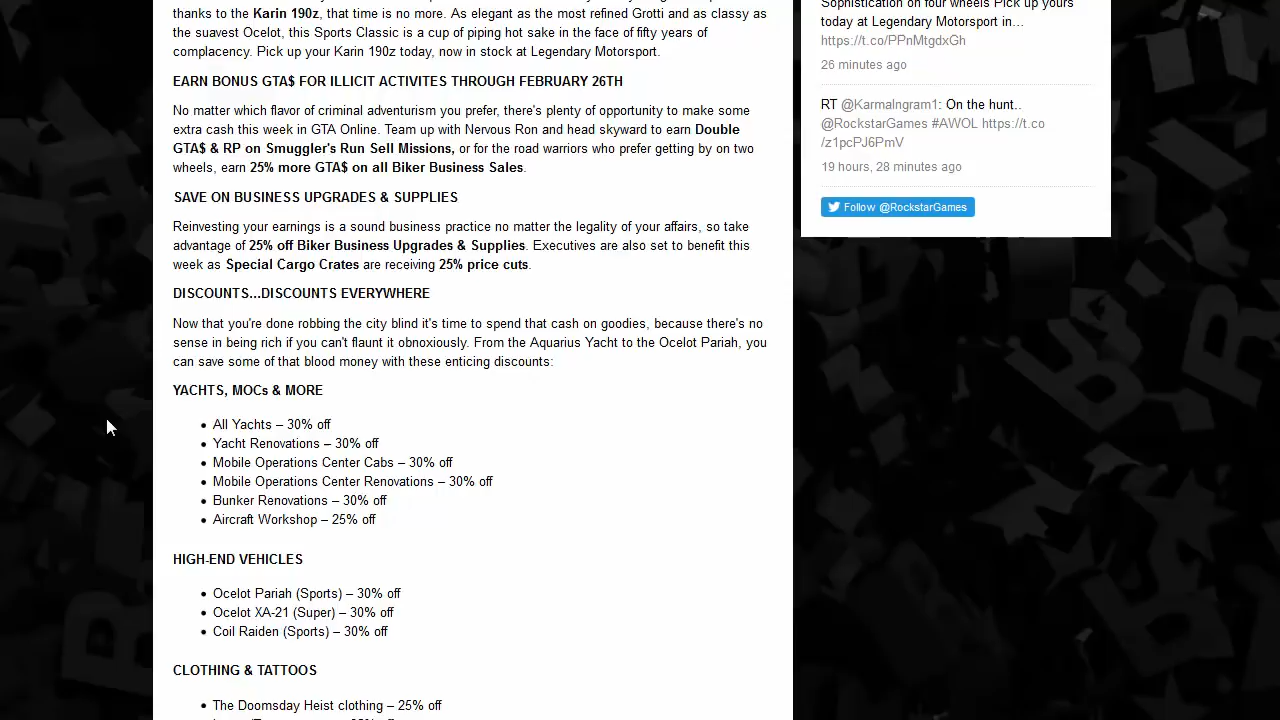 thanks to the Karin 190z, that time is no more. As elegant as the most refined Grotti and as classy as
the suavest Ocelot, this Sports Classic is a cup of piping hot sake in the face of fifty years of
complacency. Pick up your Karin 190z today, now in stock at Legendary Motorsport.
EARN BONUS GTA$ FOR ILLICIT ACTIVITES THROUGH FEBRUARY 26TH
No matter which flavor of criminal adventurism you prefer, there's plenty of opportunity to make some
extra cash this week in GTA Online. Team up with Nervous Ron and head skyward to earn Double
GTA$ & RP on Smuggler's Run Sell Missions, or for the road warriors who prefer getting by on two
wheels, earn 25% more GTA$ on all Biker Business Sales.
SAVE ON BUSINESS UPGRADES & SUPPLIES
Reinvesting your earnings is a sound business practice no matter the legality of your affairs, so take
advantage of 25% off Biker Business Upgrades & Supplies. Executives are also set to benefit this
week as Special Cargo Crates are receiving 25% price cuts.
DISCOUNTS...DISCOUNTS EVERYWHERE
Now that you're done robbing the city blind it's time to spend that cash on goodies, because there's no
sense in being rich if you can't flaunt it obnoxiously. From the Aquarius Yacht to the Ocelot Pariah, you
can save some of that blood money with these enticing discounts:
YACHTS, MOCs & MORE
• All Yachts – 30% off
• Yacht Renovations – 30% off
• Mobile Operations Center Cabs – 30% off
• Mobile Operations Center Renovations – 30% off
• Bunker Renovations – 30% off
• Aircraft Workshop – 25% off
HIGH-END VEHICLES
• Ocelot Pariah (Sports) – 30% off
• Ocelot XA-21 (Super) – 30% off
• Coil Raiden (Sports) – 30% off
CLOTHING & TATTOOS
• The Doomsday Heist clothing – 25% off
Sophistication on four wheels Pick up yours
today at Legendary Motorsport in…
https://t.co/PPnMtgdxGh
26 minutes ago
RT @KarmaIngram1: On the hunt..
@RockstarGames #AWOL https://t.co
/z1pcPJ6PmV
19 hours, 28 minutes ago
Follow @RockstarGames